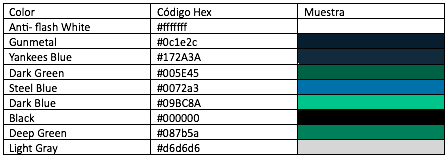 Color Código Hex Muestra
Anti- flash White #fffffff
Gunmetal #0c1e2c
Yankees Blue #172A3A
Dark Green #005E45
Steel Blue #0072a3
Dark Blue #09BC8A
Black #000000
Deep Green #087b5a
Light Gray #d6d6d6